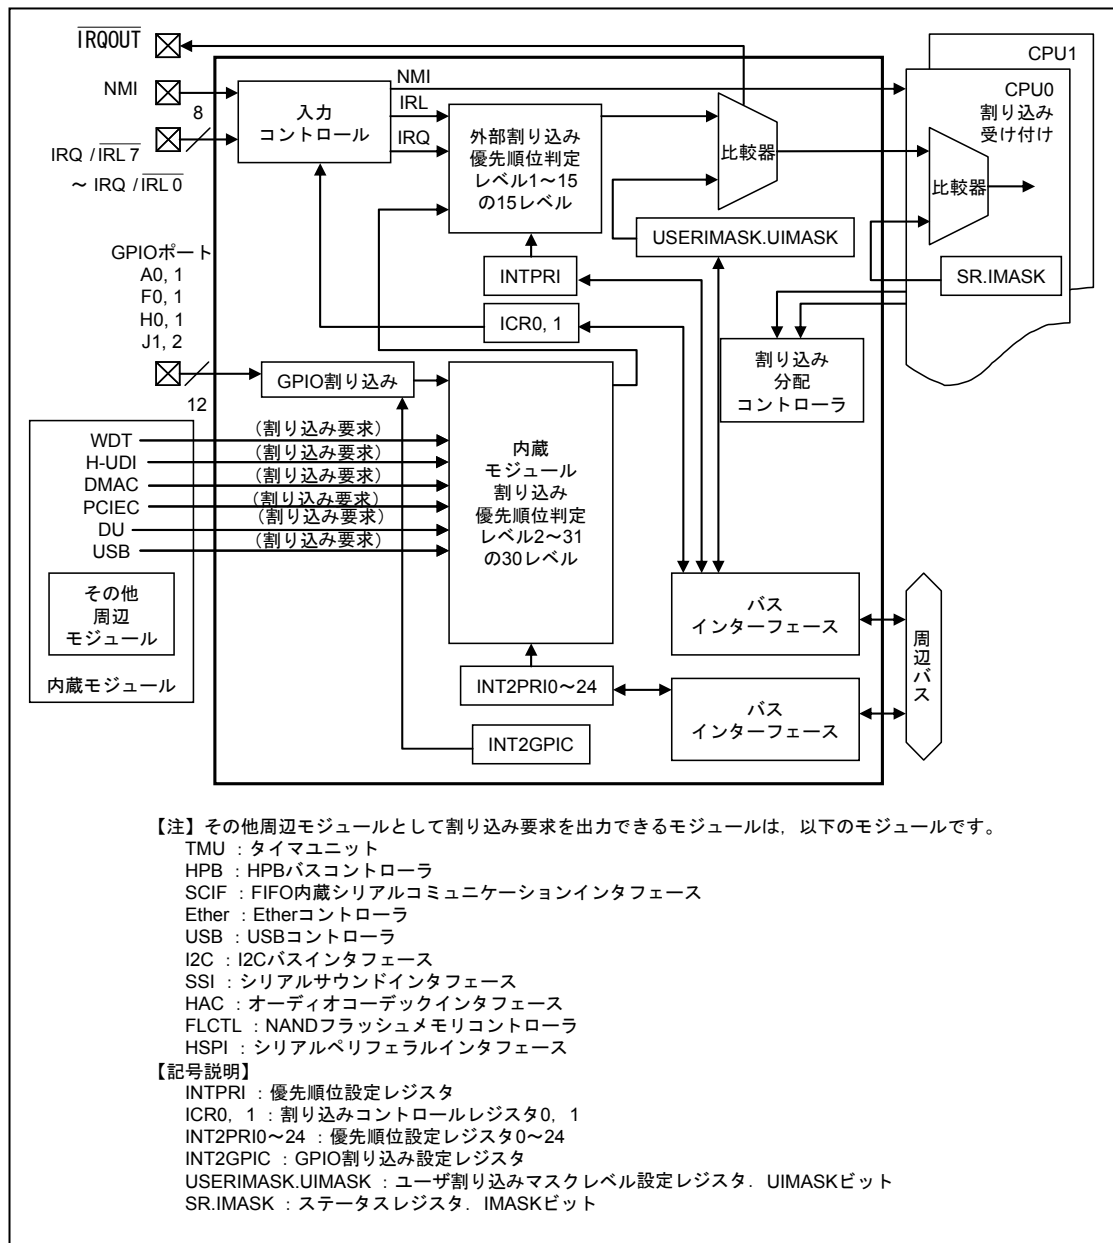 IRQOUT
NMI
8
IRQ /IRL 7
～ IRQ /IRL 0
GPIOポート
A0, 1
F0, 1
H0, 1
J1, 2
12
入力
コントロール
NMI
IRL
IRQ
外部割り込み
優先順位判定
レベル1～15
の15レベル
比較器
CPU1
CPU0
割り込み
受け付け
比較器
SR.IMASK
USERIMASK.UIMASK
INTPRI
ICR0, 1
割り込み
分配
コントローラ
GPIO割り込み
WDT
H-UDI
DMAC
PCIEC
DU
USB
(割り込み要求)
(割り込み要求)
(割り込み要求)
(割り込み要求)
(割り込み要求)
(割り込み要求)
その他
周辺
モジュール
内蔵モジュール
内蔵
モジュール
割り込み
優先順位判定
レベル2～31
の30レベル
バス
インターフェース
INT2PRI0～24
バス
インターフェース
周辺バス
INT2GPIC
【注】その他周辺モジュールとして割り込み要求を出力できるモジュールは，以下のモジュールです。
TMU ：タイマユニット
HPB ：HPBバスコントローラ
SCIF ：FIFO内蔵シリアルコミュニケーションインタフェース
Ether ：Etherコントローラ
USB ：USBコントローラ
I2C ：I2Cバスインタフェース
SSI ：シリアルサウンドインタフェース
HAC ：オーディオコーデックインタフェース
FLCTL ：NANDフラッシュメモリコントローラ
HSPI ：シリアルペリフェラルインタフェース
【記号説明】
INTPRI ：優先順位設定レジスタ
ICR0，1 ：割り込みコントロールレジスタ0，1
INT2PRI0～24 ：優先順位設定レジスタ0～24
INT2GPIC ：GPIO割り込み設定レジスタ
USERIMASK.UIMASK ：ユーザ割り込みマスクレベル設定レジスタ．UIMASKビット
SR.IMASK ：ステータスレジスタ．IMASKビット